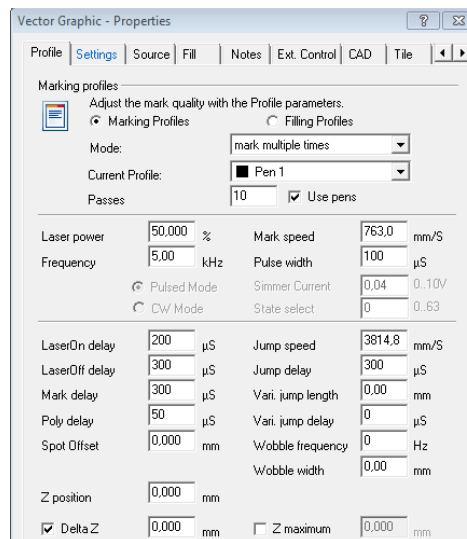 Vector Graphic - Properties
Profile Settings Source Fill Notes Ext. Control CAD Tile
Marking profiles
Adjust the mark quality with the Profile parameters.
Marking Profiles Filling Profiles
Mode: mark multiple times
Current Profile: Pen 1
Passes 10 Use pens
Laser power 50,000 % Mark speed 763,0 mm/S
Frequency 5,00 kHz Pulse width 100 µS
Pulsed Mode Simmer Current 0,04 0..10V
CW Mode State select 0 0..63
LaserOn delay 200 µS Jump speed 3814,8 mm/S
LaserOff delay 300 µS Jump delay 300 µS
Mark delay 300 µS Vari. jump length 0,00 mm
Poly delay 50 µS Vari. jump delay 0 µS
Spot Offset 0,000 mm Wobble frequency 0 Hz
Wobble width 0,00 mm
Z position 0,000 mm
Delta Z 0,000 mm Z maximum 0,000 mm